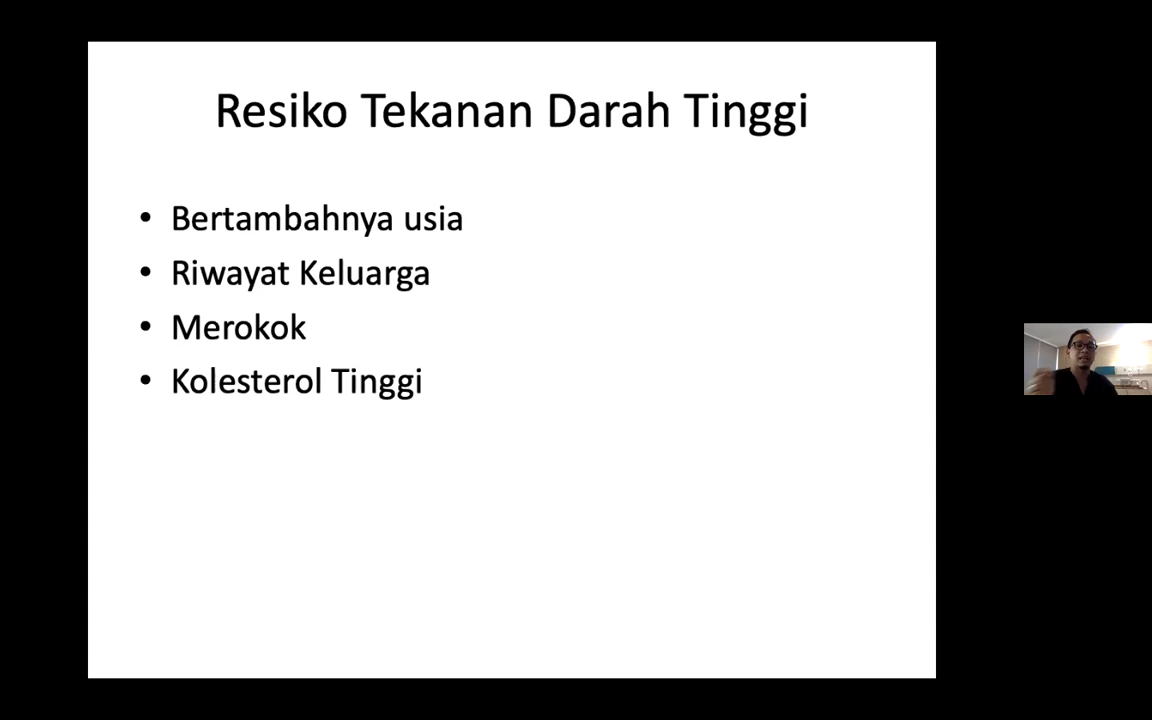 Resiko Tekanan Darah Tinggi
• Bertambahnya usia
• Riwayat Keluarga
• Merokok
• Kolesterol Tinggi